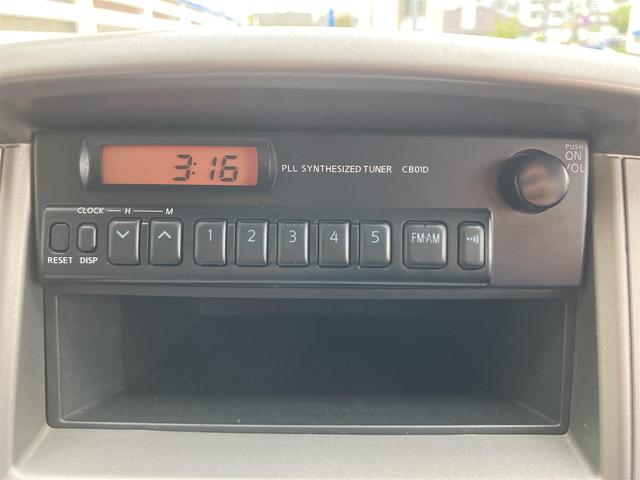 3:16
PLL SYNTHESIZED TUNER CB01D
PUSH
ON
VOL
CLOCK H M
RESET DISP
1 2 3 4 5 FM·AM